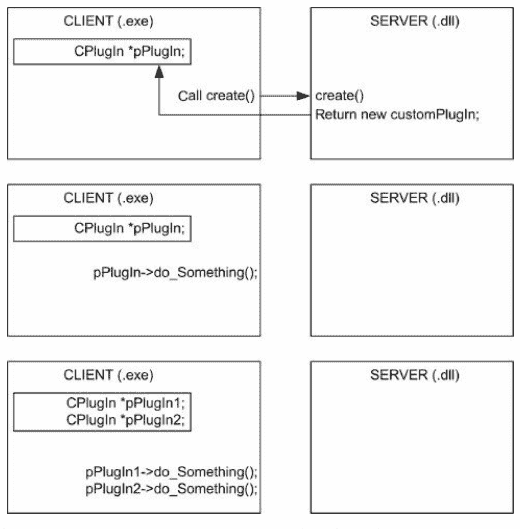 CLIENT (.exe)
SERVER (.dll)
CPlugIn *pPlugIn;
Call create()
create()
Return new customPlugIn;
CLIENT (.exe)
SERVER (.dll)
CPlugIn *pPlugIn;
pPlugIn->do_Something();
CLIENT (.exe)
SERVER (.dll)
CPlugIn *pPlugIn1;
CPlugIn *pPlugIn2;
pPlugIn1->do_Something();
pPlugIn2->do_Something();